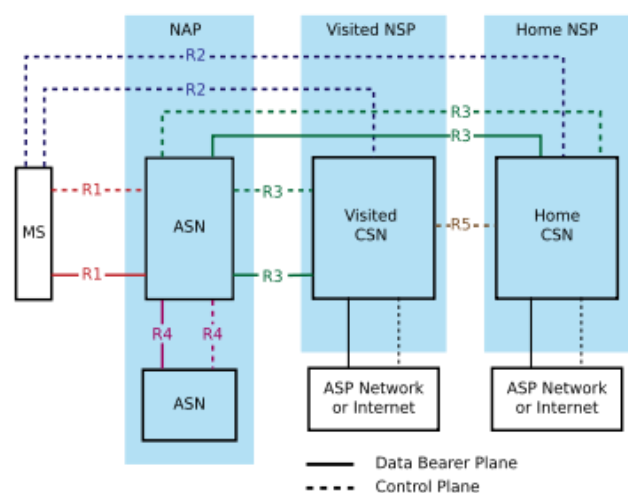 NAP
Visited NSP
Home NSP
R2
R2
R3
R3
R1
R3
MS
ASN
Visited
CSN
R5
Home
CSN
R1
R3
R4
R4
ASN
ASP Network
or Internet
ASP Network
or Internet
Data Bearer Plane
Control Plane